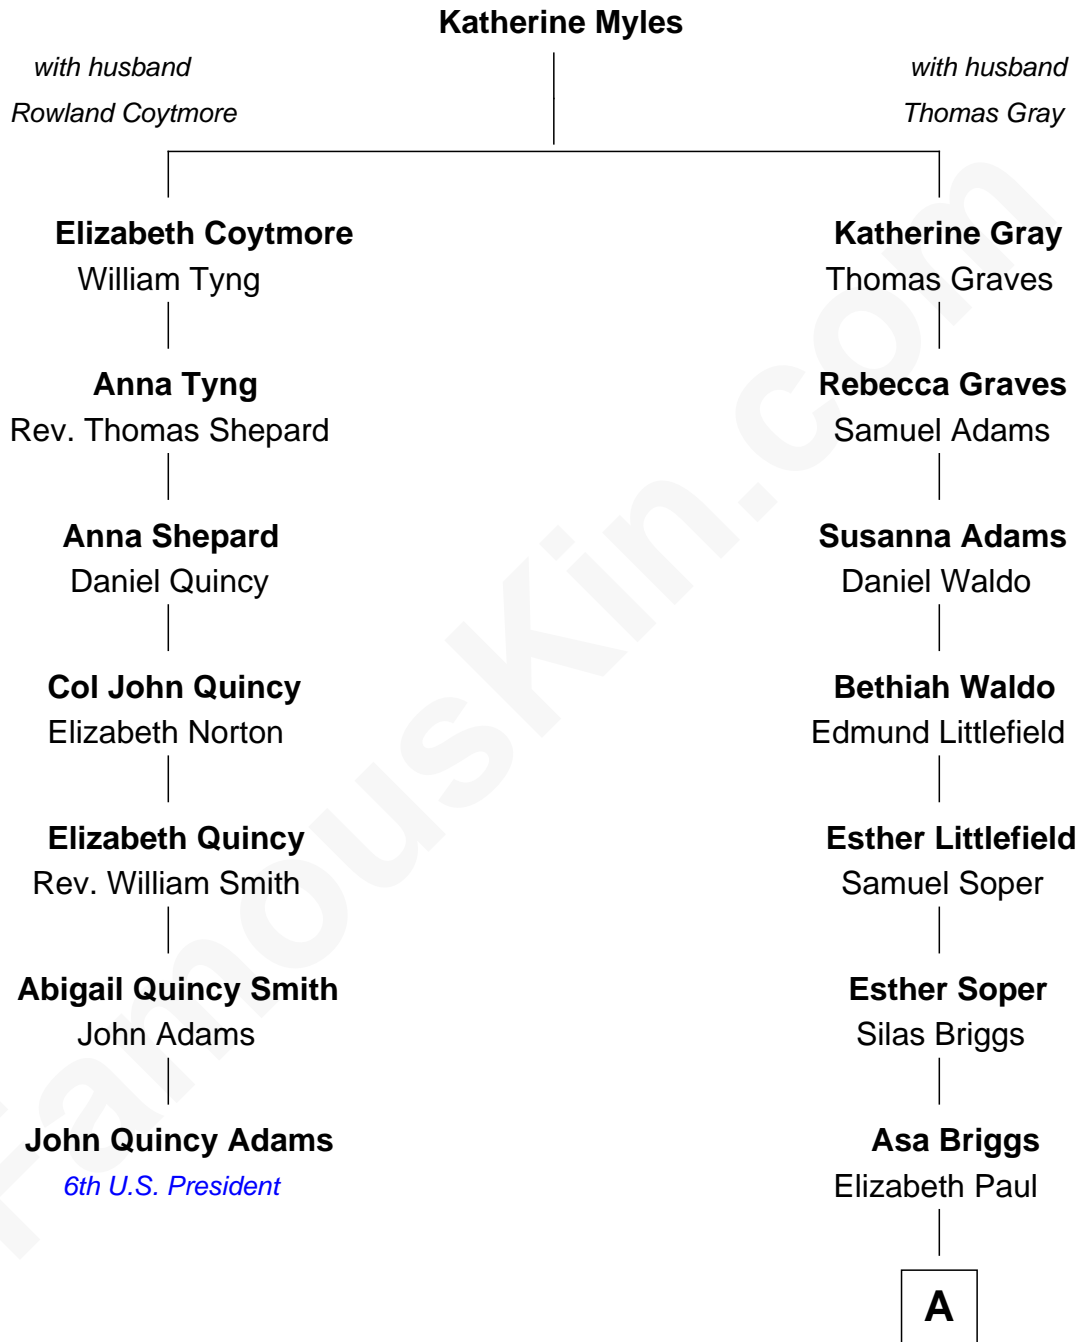 Katherine Myles
with husband
Rowland Coytmore
with husband
Thomas Gray
Elizabeth Coytmore
William Tyng
Katherine Gray
Thomas Graves
Anna Tyng
Rev. Thomas Shepard
Rebecca Graves
Samuel Adams
Anna Shepard
Daniel Quincy
Susanna Adams
Daniel Waldo
Col John Quincy
Elizabeth Norton
Bethiah Waldo
Edmund Littlefield
Elizabeth Quincy
Rev. William Smith
Esther Littlefield
Samuel Soper
Abigail Quincy Smith
John Adams
Esther Soper
Silas Briggs
John Quincy Adams
6th U.S. President
Asa Briggs
Elizabeth Paul
A
FamousKin.com